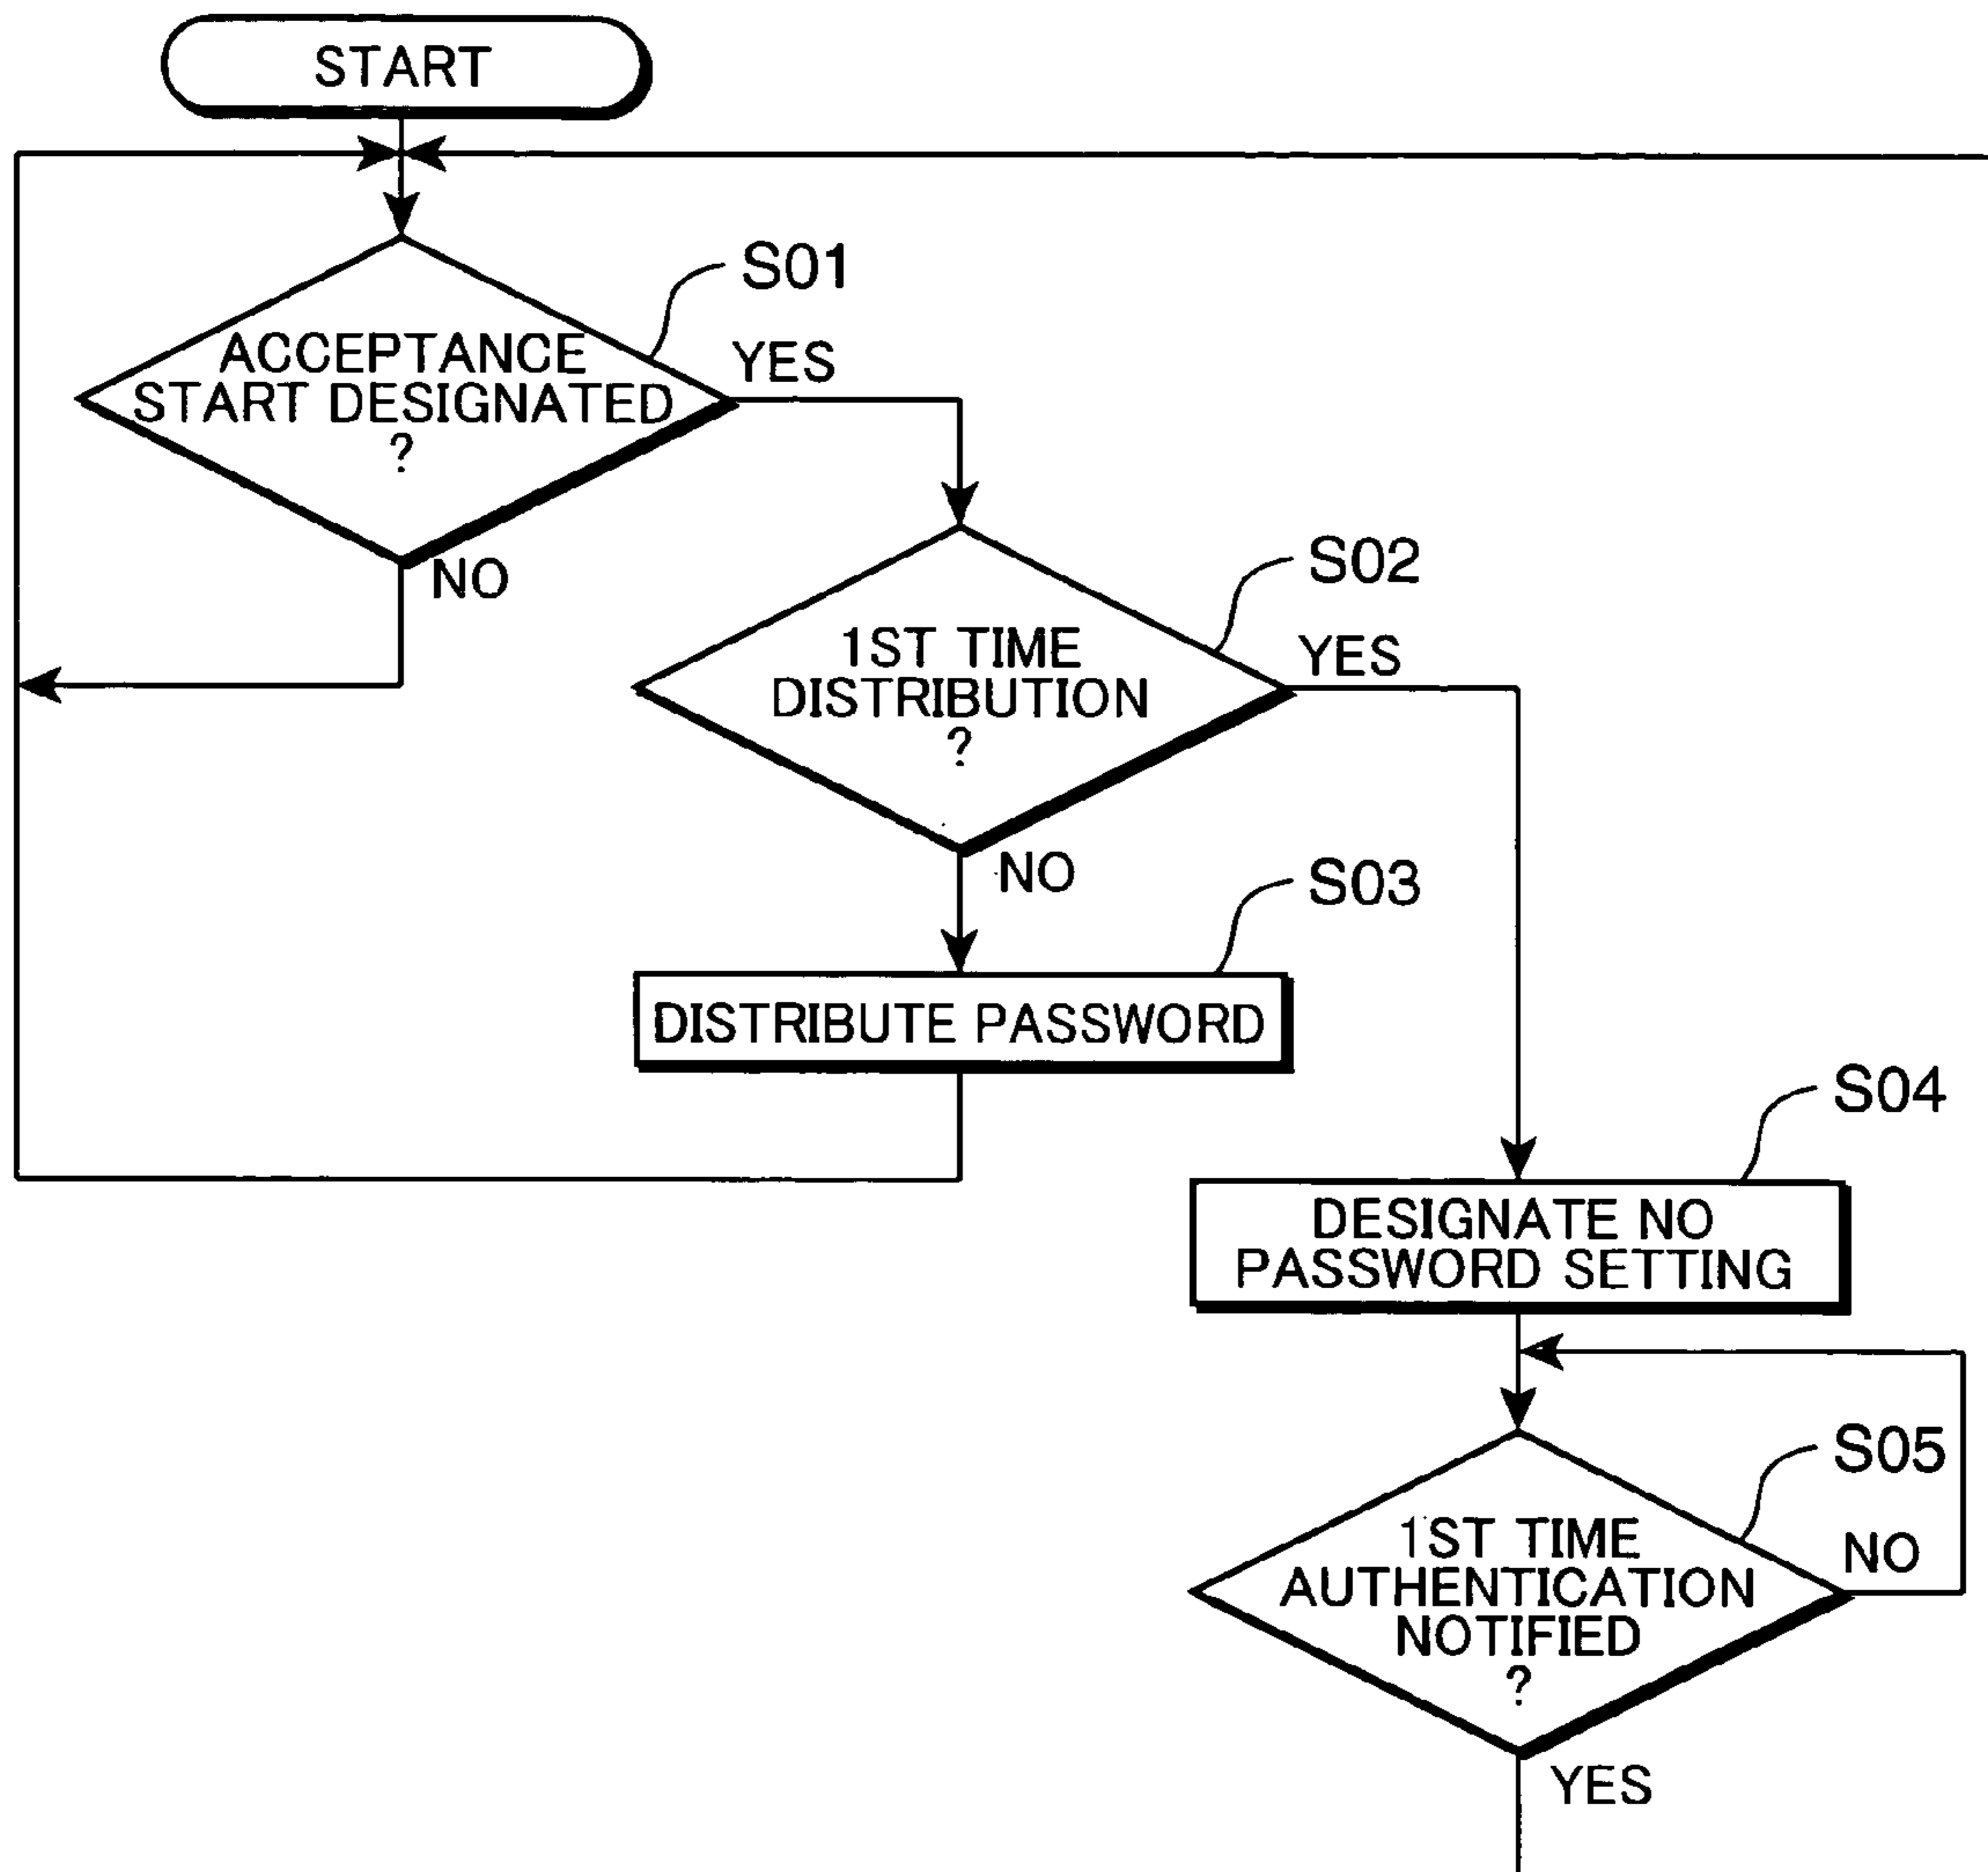 START
S01
ACCEPTANCE
START DESIGNATED
?
YES
NO
S02
1ST TIME
DISTRIBUTION
?
YES
NO
S03
DISTRIBUTE PASSWORD
S04
DESIGNATE NO
PASSWORD SETTING
S05
1ST TIME
AUTHENTICATION
NOTIFIED
?
NO
YES